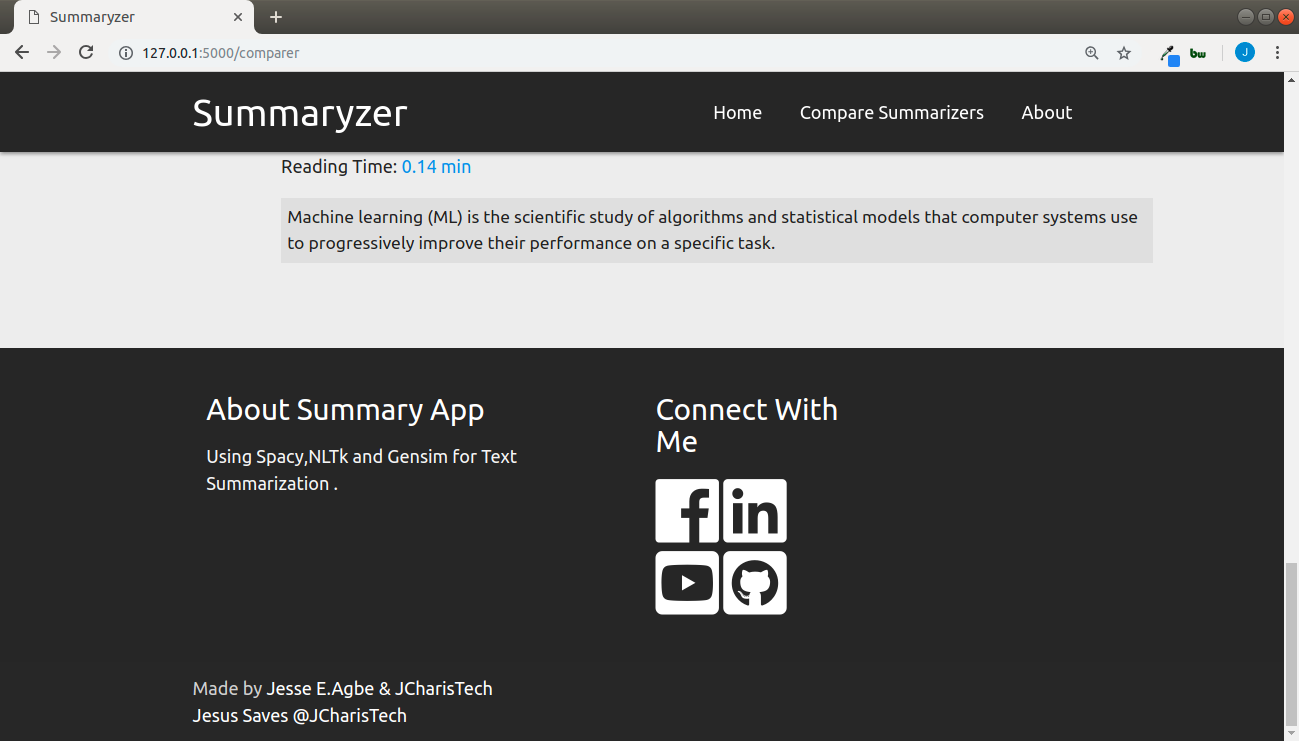 Summaryzer
127.0.0.1:5000/comparer
bw
J
Summaryzer
Home
Compare Summarizers
About
Reading Time: 0.14 min
Machine learning (ML) is the scientific study of algorithms and statistical models that computer systems use
to progressively improve their performance on a specific task.
About Summary App
Using Spacy,NLTk and Gensim for Text
Summarization .
Connect With
Me
f
in
Made by Jesse E.Agbe & JCharisTech
Jesus Saves @JCharisTech